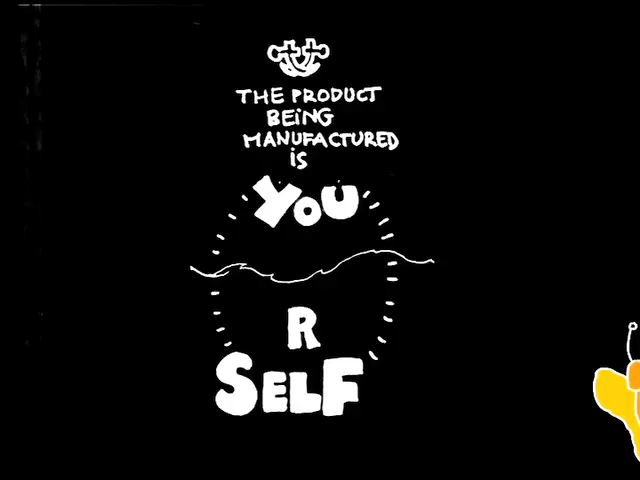 THE PRODUCT
BEING
MANUFACTURED
iS
YOU
R
SELF